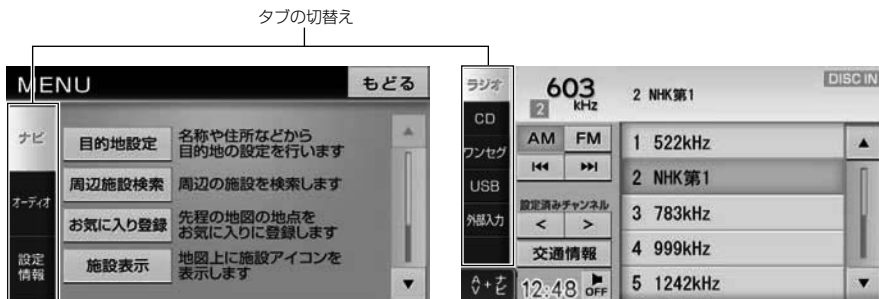 タブの切替え
MENU
もどる
ナビ
オーディオ
設定
情報
目的地設定
名称や住所などから
目的地の設定を行います
周辺施設検索
周辺の施設を検索します
お気に入り登録
先程の地図の地点を
お気に入りに登録します
施設表示
地図上に施設アイコンを
表示します
ラジオ
CD
ワンセグ
USB
外部入力
AV+ナビ
603
2 kHz
2 NHK第1
DISC IN
AM FM
設定済みチャンネル
< >
交通情報
12:48 OFF
1 522kHz
2 NHK第1
3 783kHz
4 999kHz
5 1242kHz